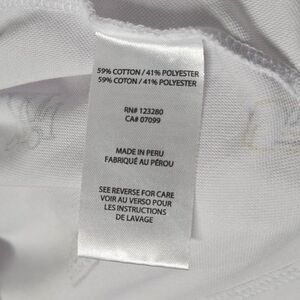 59% COTTON / 41% POLYESTER
59% COTTON / 41% POLYESTER
RN# 123280
CA# 07099
MADE IN PERU
FABRIQUÉ AU PÉROU
SEE REVERSE FOR CARE
VOIR AU VERSO POUR
LES INSTRUCTIONS
DE LAVAGE